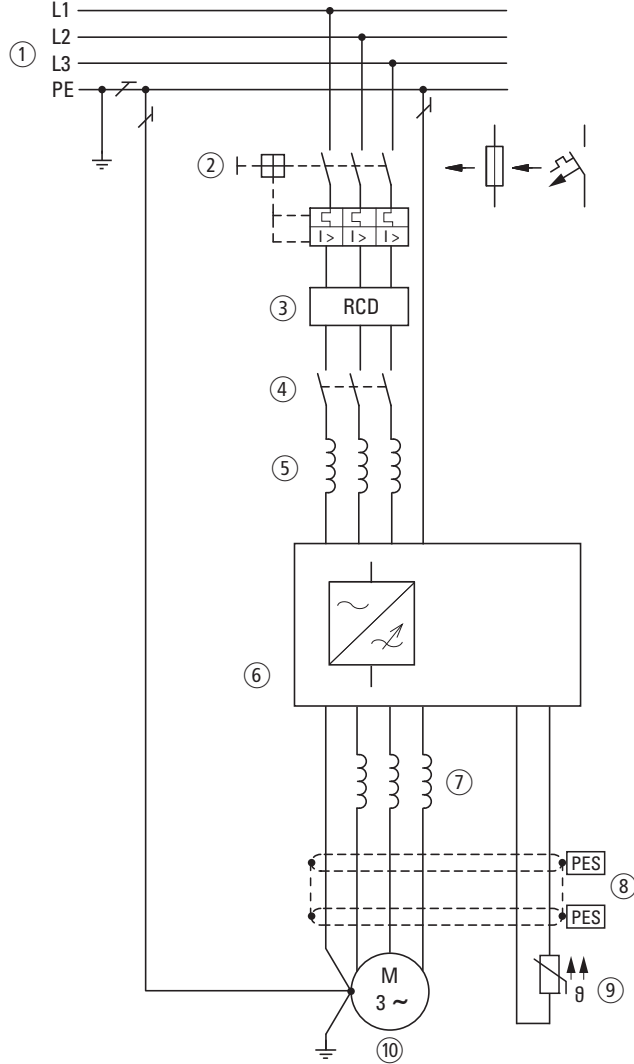 L1
L2
① L3
PE
②
I > I > I >
③ RCD
④
⑤
⑥
⑦
PES
⑧
PES
M
3 ~
ϑ ⑨
⑩